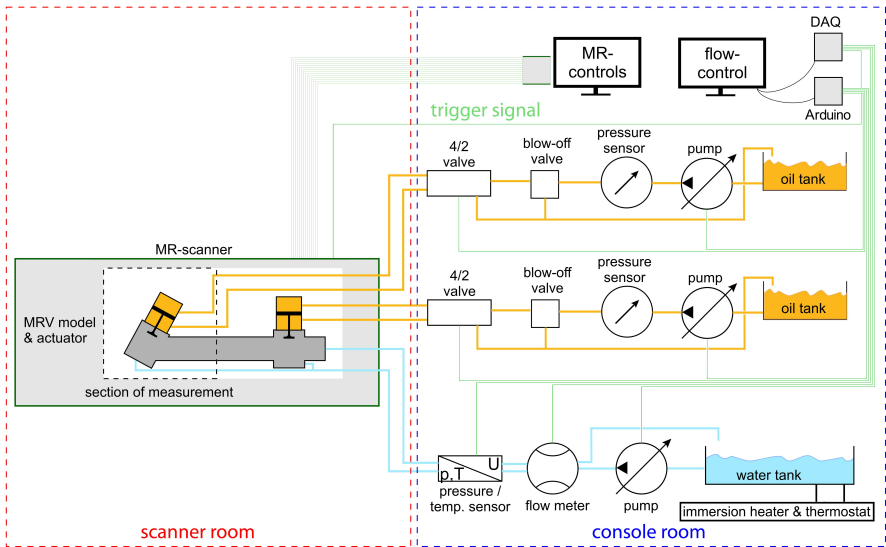 DAQ
MR-
controls
flow-
control
Arduino
trigger signal
4/2
valve
blow-off
valve
pressure
sensor
pump
oil tank
MR-scanner
4/2
valve
blow-off
valve
pressure
sensor
pump
oil tank
MRV model
& actuator
section of measurement
p.T
U
pressure /
temp. sensor
flow meter
pump
water tank
immersion heater & thermostat
scanner room
console room